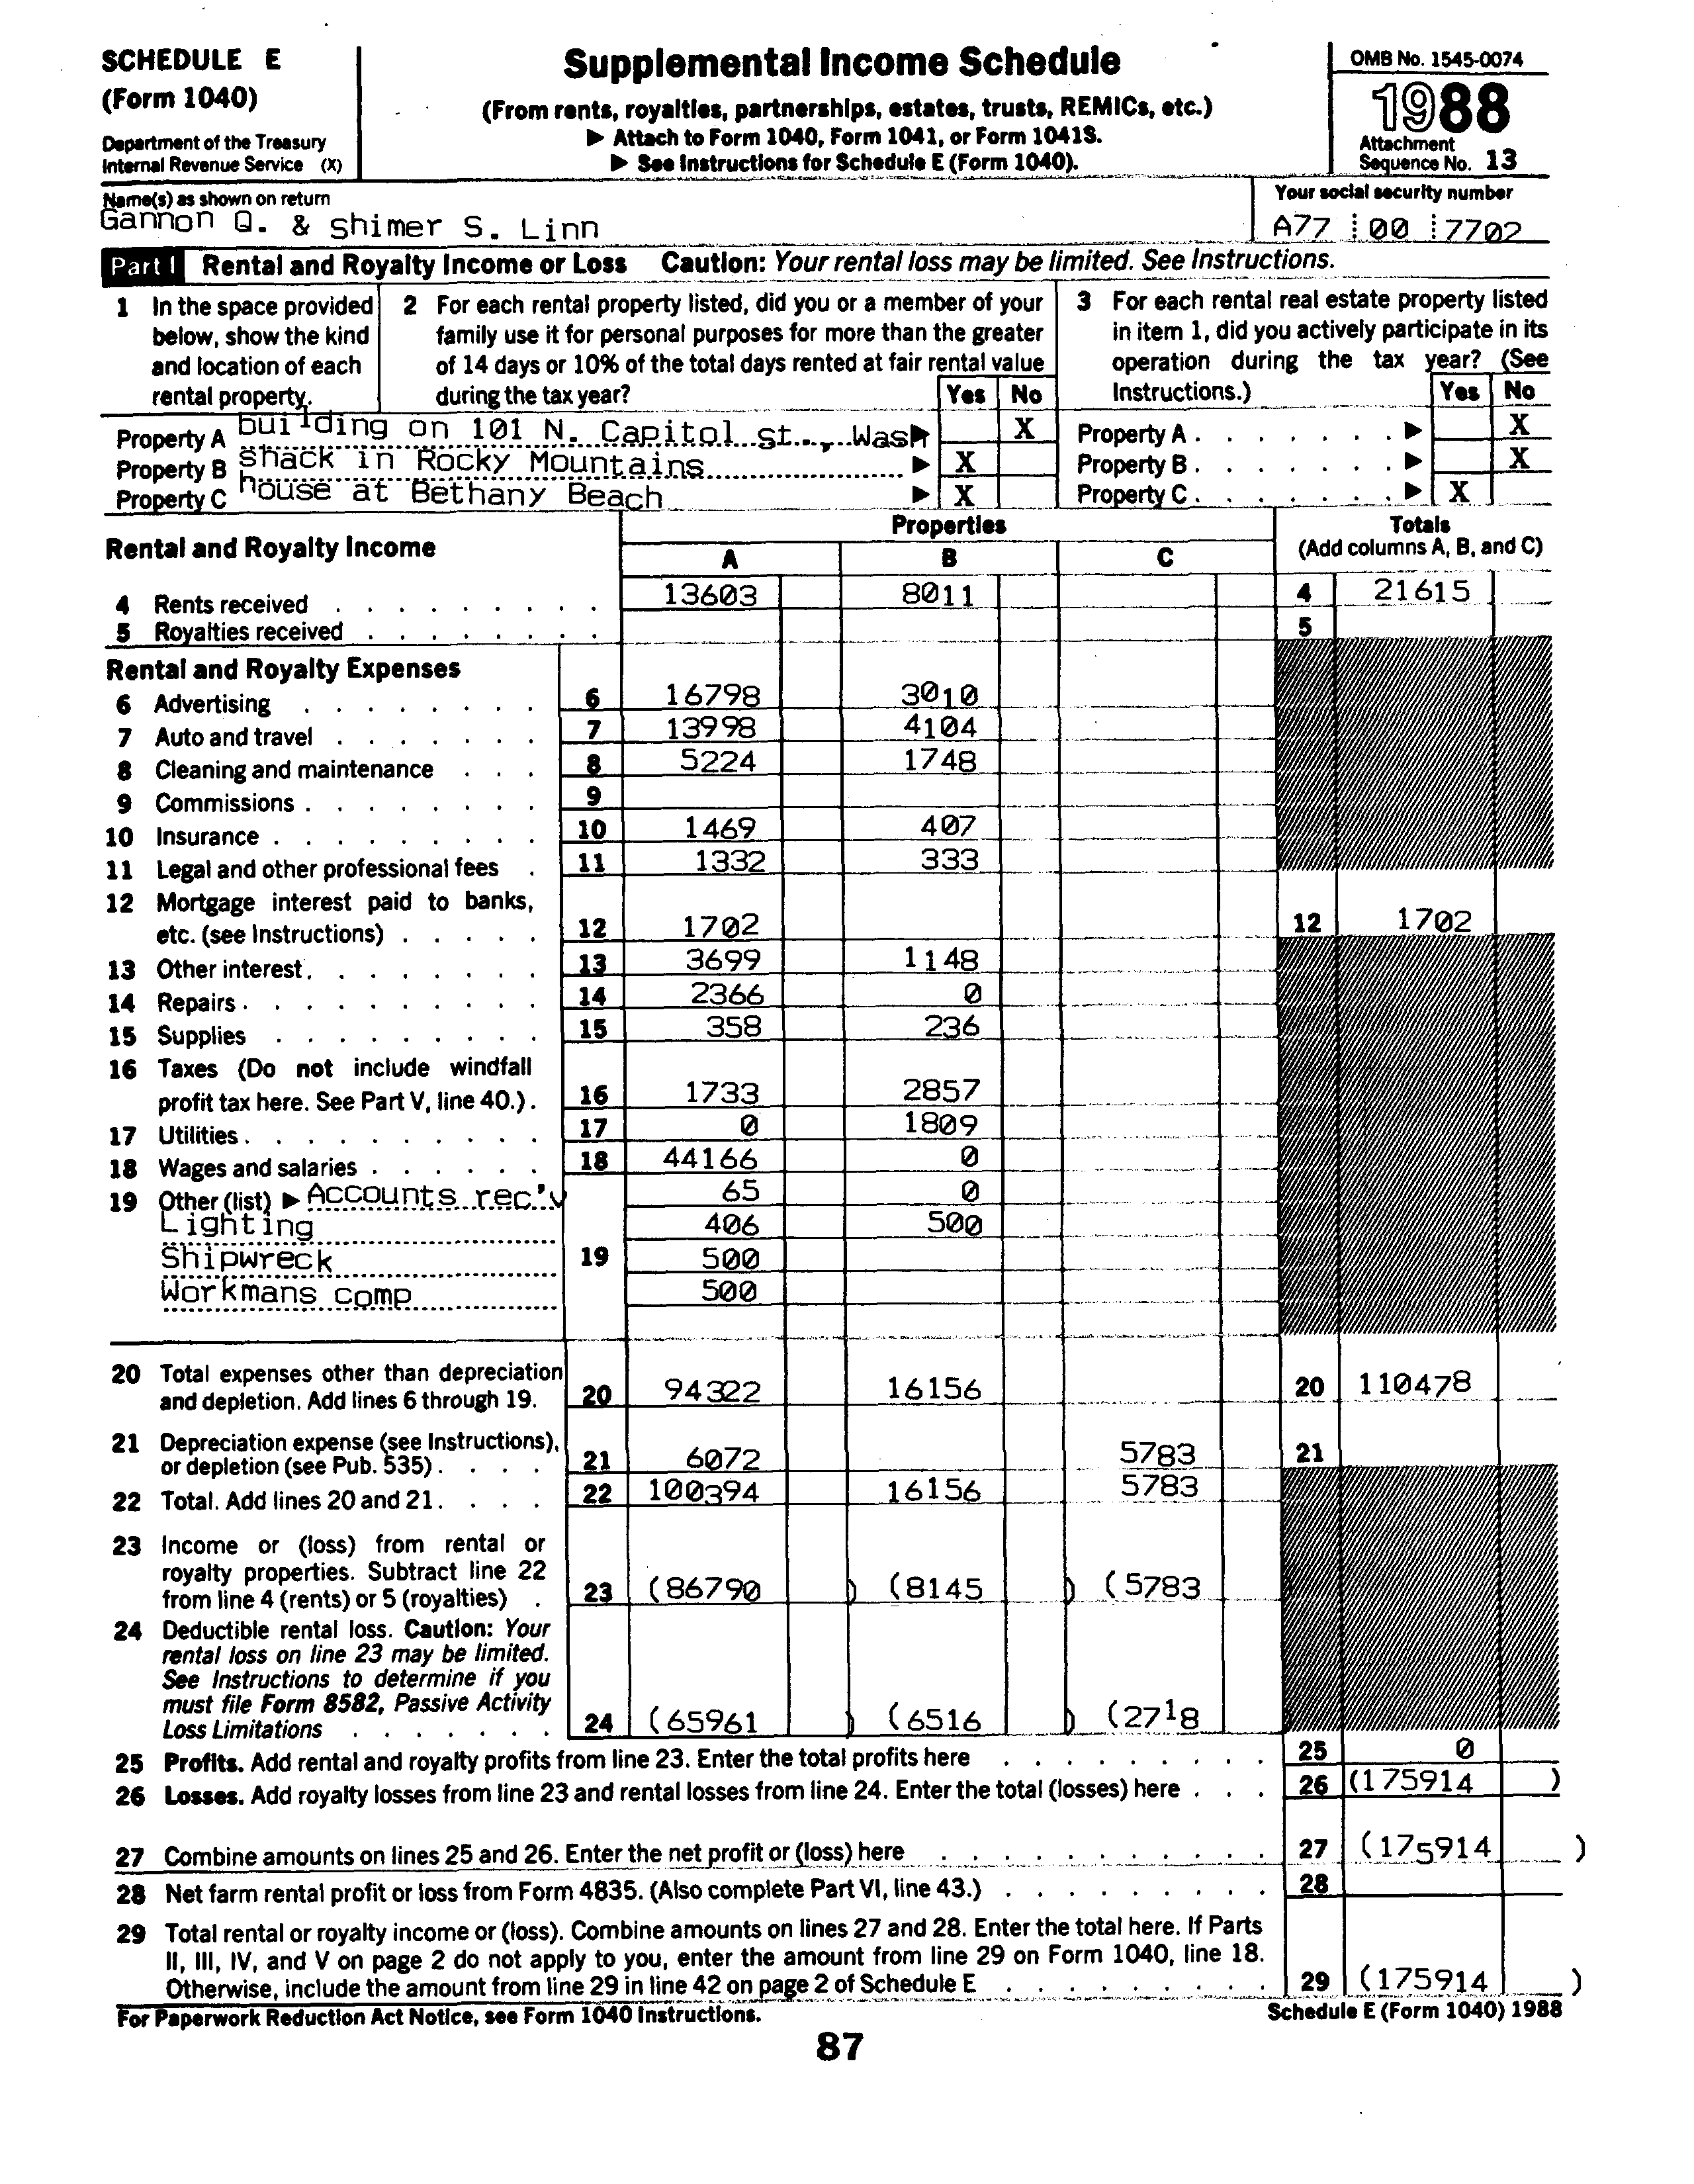 SCHEDULE E
(Form 1040)
Department of the Treasury
Internal Revenue Service (X)
Supplemental Income Schedule
(From rents, royalties, partnerships, estates, trusts, REMICs, etc.)
▶ Attach to Form 1040, Form 1041, or Form 1041S.
▶ See Instructions for Schedule E (Form 1040).
OMB No. 1545-0074
1988
Attachment
Sequence No. 13
Name(s) as shown on return
Gannon Q. & Shimer S. Linn
Your social security number
A77 00 7702
Part I Rental and Royalty Income or Loss Caution: Your rental loss may be limited. See Instructions.
1 In the space provided
below, show the kind
and location of each
rental property.
2 For each rental property listed, did you or a member of your
family use it for personal purposes for more than the greater
of 14 days or 10% of the total days rented at fair rental value
during the tax year? Yes No
3 For each rental real estate property listed
in item 1, did you actively participate in its
operation during the tax year? (See
Instructions.) Yes No
Property A building on 101 N. Capitol st., Wash ▶ X
Property B shack in Rocky Mountains ▶ X
Property C house at Bethany Beach ▶ X
Property A ▶ X
Property B ▶ X
Property C ▶ X
Rental and Royalty Income
Properties
A B C
Totals
(Add columns A, B, and C)
4 Rents received 13603 8011 4 21615
5 Royalties received 5
Rental and Royalty Expenses
6 Advertising 6 16798 3010
7 Auto and travel 7 13998 4104
8 Cleaning and maintenance 8 5224 1748
9 Commissions 9
10 Insurance 10 1469 407
11 Legal and other professional fees 11 1332 333
12 Mortgage interest paid to banks,
etc. (see Instructions) 12 1702 12 1702
13 Other interest 13 3699 1148
14 Repairs 14 2366 0
15 Supplies 15 358 236
16 Taxes (Do not include windfall
profit tax here. See Part V, line 40.) 16 1733 2857
17 Utilities 17 0 1809
18 Wages and salaries 18 44166 0
19 Other (list) ▶ Accounts rec'v 65 0
Lighting 406 500
Shipwreck 19 500
Workmans comp 500
20 Total expenses other than depreciation
and depletion. Add lines 6 through 19. 20 94322 16156 20 110478
21 Depreciation expense (see Instructions),
or depletion (see Pub. 535) 21 6072 5783 21
22 Total. Add lines 20 and 21 22 100394 16156 5783
23 Income or (loss) from rental or
royalty properties. Subtract line 22
from line 4 (rents) or 5 (royalties) 23 (86790 ) (8145 ) (5783
24 Deductible rental loss. Caution: Your
rental loss on line 23 may be limited.
See Instructions to determine if you
must file Form 8582, Passive Activity
Loss Limitations 24 (65961 ) (6516 ) (2718
25 Profits. Add rental and royalty profits from line 23. Enter the total profits here 25 0
26 Losses. Add royalty losses from line 23 and rental losses from line 24. Enter the total (losses) here 26 (175914 )
27 Combine amounts on lines 25 and 26. Enter the net profit or (loss) here 27 (175914 )
28 Net farm rental profit or loss from Form 4835. (Also complete Part VI, line 43.) 28
29 Total rental or royalty income or (loss). Combine amounts on lines 27 and 28. Enter the total here. If Parts
II, III, IV, and V on page 2 do not apply to you, enter the amount from line 29 on Form 1040, line 18.
Otherwise, include the amount from line 29 in line 42 on page 2 of Schedule E 29 (175914 )
For Paperwork Reduction Act Notice, see Form 1040 Instructions.
Schedule E (Form 1040) 1988
87